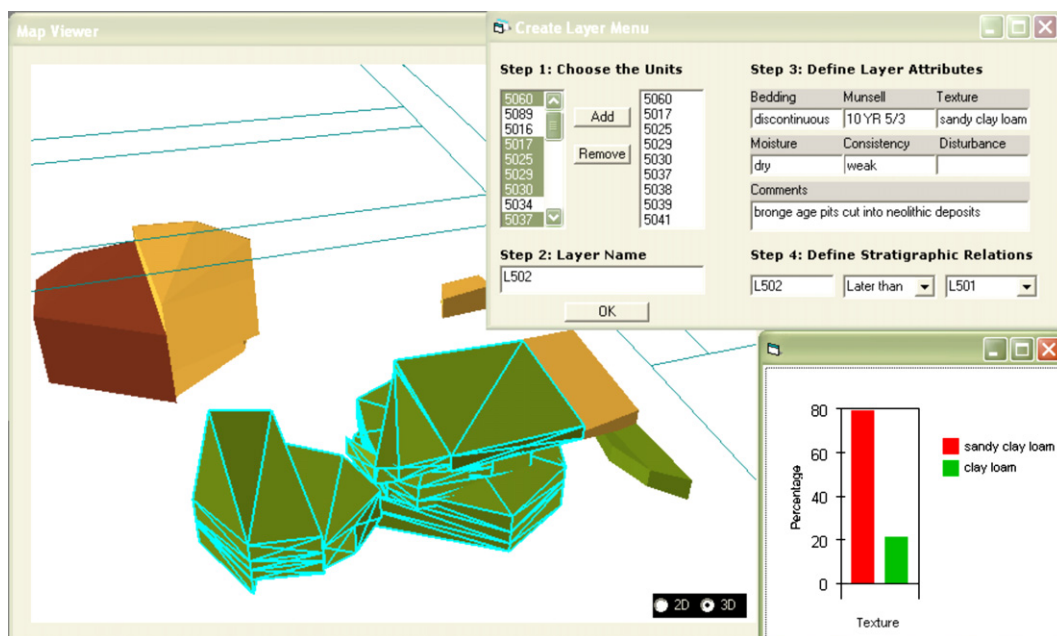 Map Viewer
Create Layer Menu
Step 1: Choose the Units
5060
5089
5016
5017
5025
5029
5030
5034
5037
Add
Remove
5060
5017
5025
5029
5030
5037
5038
5039
5041
Step 2: Layer Name
L502
OK
Step 3: Define Layer Attributes
Bedding Munsell Texture
discontinuous 10YR 5/3 sandy clay loam
Moisture Consistency Disturbance
dry weak
Comments
bronge age pits cut into neolithic deposits
Step 4: Define Stratigraphic Relations
L502 Later than L501
2D 3D
80
60
40
20
0
Percentage
Texture
sandy clay loam
clay loam